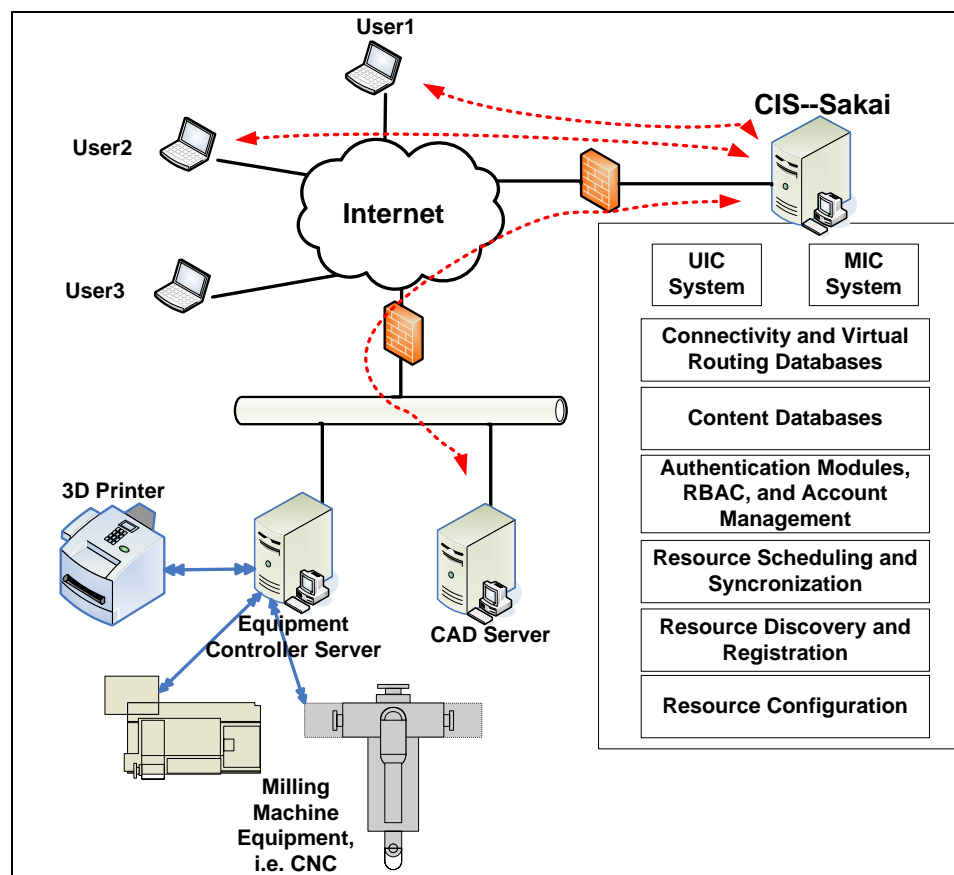 User1
CIS--Sakai
User2
Internet
User3
UIC
System
MIC
System
Connectivity and Virtual
Routing Databases
Content Databases
Authentication Modules,
RBAC, and Account
Management
Resource Scheduling and
Syncronization
Resource Discovery and
Registration
Resource Configuration
3D Printer
Equipment
Controller Server
CAD Server
Milling
Machine
Equipment,
i.e. CNC